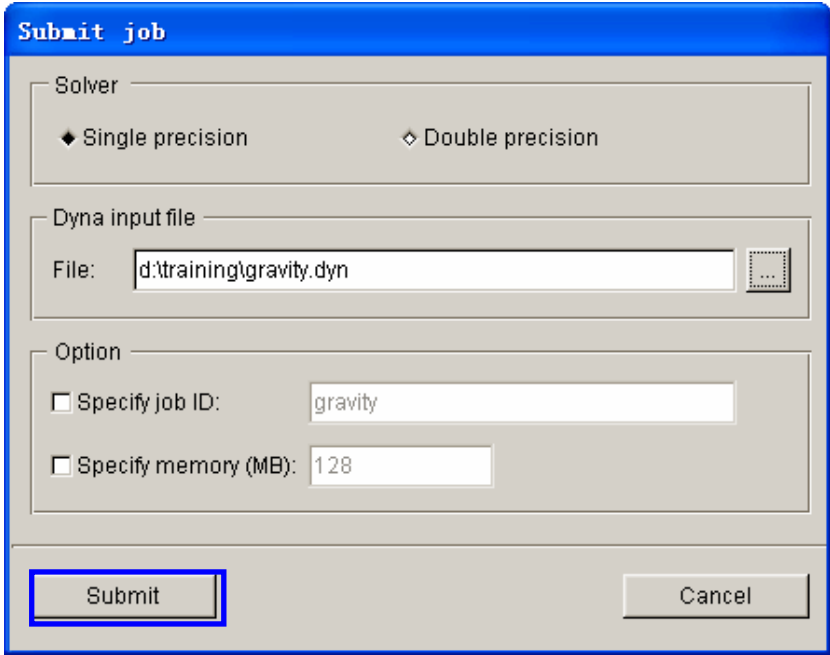 Submit job
Solver
Single precision Double precision
Dyna input file
File: d:\training\gravity.dyn ...
Option
Specify job ID: gravity
Specify memory (MB): 128
Submit Cancel